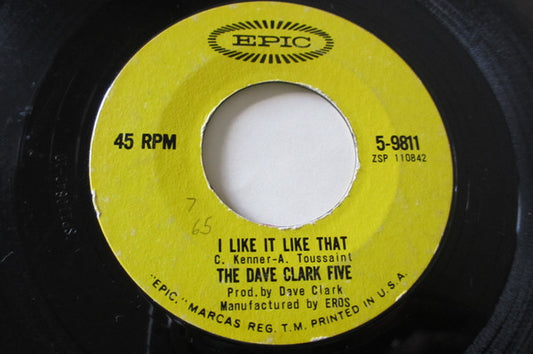 EPIC
45 RPM
5-9811
ZSP 110842
7
65
I LIKE IT LIKE THAT
C. Kenner-A. Toussaint
THE DAVE CLARK FIVE
Prod. by Dave Clark
Manufactured by EROS
"EPIC," MARCAS REG. T.M. PRINTED IN U.S.A.